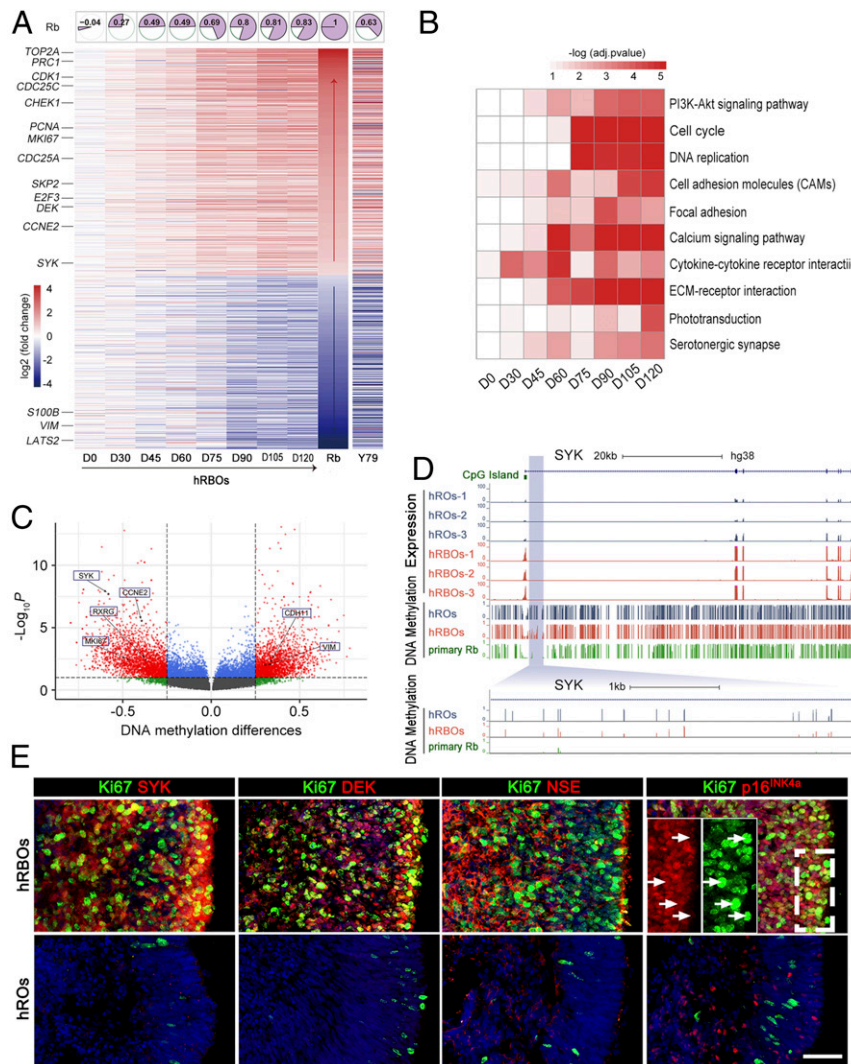 A
Rb
−0.04 0.27 0.49 0.49 0.69 0.8 0.81 0.83 1 0.63
TOP2A
PRC1
CDK1
CDC25C
CHEK1
PCNA
MKI67
CDC25A
SKP2
E2F3
DEK
CCNE2
SYK
log2 (fold change)
4
2
0
-2
-4
S100B
VIM
LATS2
D0 D30 D45 D60 D75 D90 D105 D120 Rb Y79
hRBOs
B
-log (adj.pvalue)
1 2 3 4 5
PI3K-Akt signaling pathway
Cell cycle
DNA replication
Cell adhesion molecules (CAMs)
Focal adhesion
Calcium signaling pathway
Cytokine-cytokine receptor interactii
ECM-receptor interaction
Phototransduction
Serotonergic synapse
D0 D30 D45 D60 D75 D90 D105 D120
C
-Log10P
10
5
0
SYK
CCNE2
RXRG
MKI67
CDH11
VIM
-0.5 0.0 0.5
DNA methylation differences
D
SYK 20kb hg38
CpG Island
Expression
100
0
hROs-1
hROs-2
hROs-3
hRBOs-1
hRBOs-2
hRBOs-3
DNA Methylation
hROs
hRBOs
primary Rb
SYK 1kb
DNA Methylation
hROs
hRBOs
primary Rb
E
Ki67 SYK Ki67 DEK Ki67 NSE Ki67 p16INK4a
hRBOs
hROs